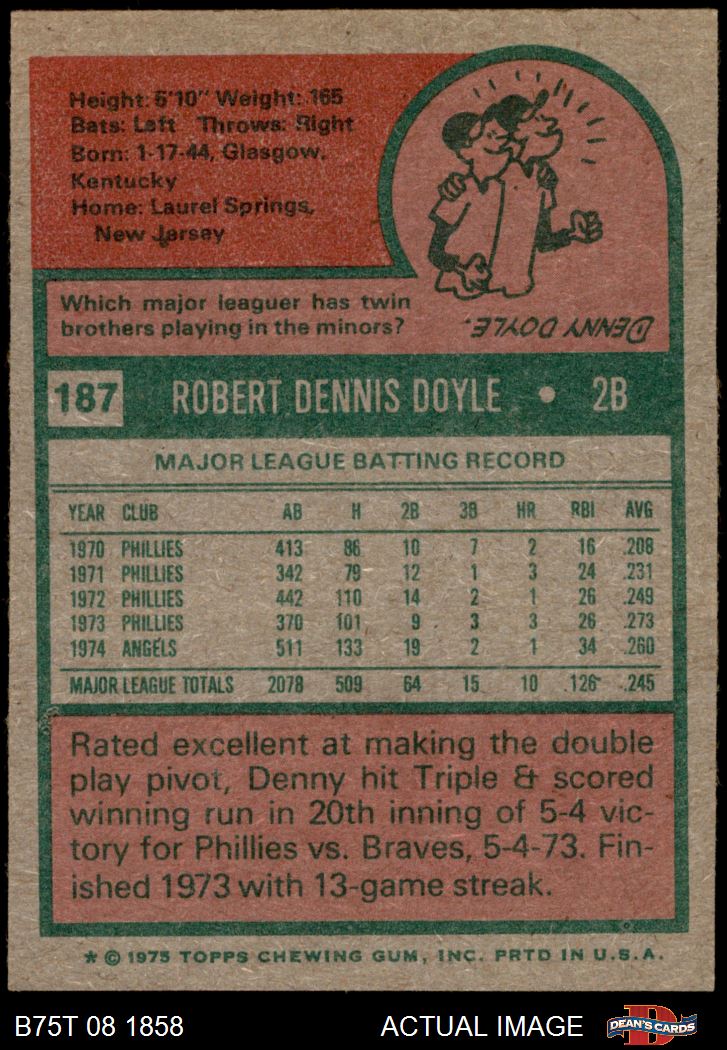 Height: 5'10" Weight: 165
Bats: Left Throws: Right
Born: 1-17-44, Glasgow,
Kentucky
Home: Laurel Springs,
New Jersey
Which major leaguer has twin
brothers playing in the minors?
DENNY DOYLE.
187 ROBERT DENNIS DOYLE • 2B
MAJOR LEAGUE BATTING RECORD
YEAR CLUB AB H 2B 3B HR RBI AVG
1970 PHILLIES 413 86 10 7 2 16 .208
1971 PHILLIES 342 79 12 1 3 24 .231
1972 PHILLIES 442 110 14 2 1 26 .249
1973 PHILLIES 370 101 9 3 3 26 .273
1974 ANGELS 511 133 19 2 1 34 .260
MAJOR LEAGUE TOTALS 2078 509 64 15 10 .126 .245
Rated excellent at making the double
play pivot, Denny hit Triple & scored
winning run in 20th inning of 5-4 vic-
tory for Phillies vs. Braves, 5-4-73. Fin-
ished 1973 with 13-game streak.
* © 1975 TOPPS CHEWING GUM, INC. PRTD IN U.S.A.
B75T 08 1858 ACTUAL IMAGE
D
DEAN'S CARDS